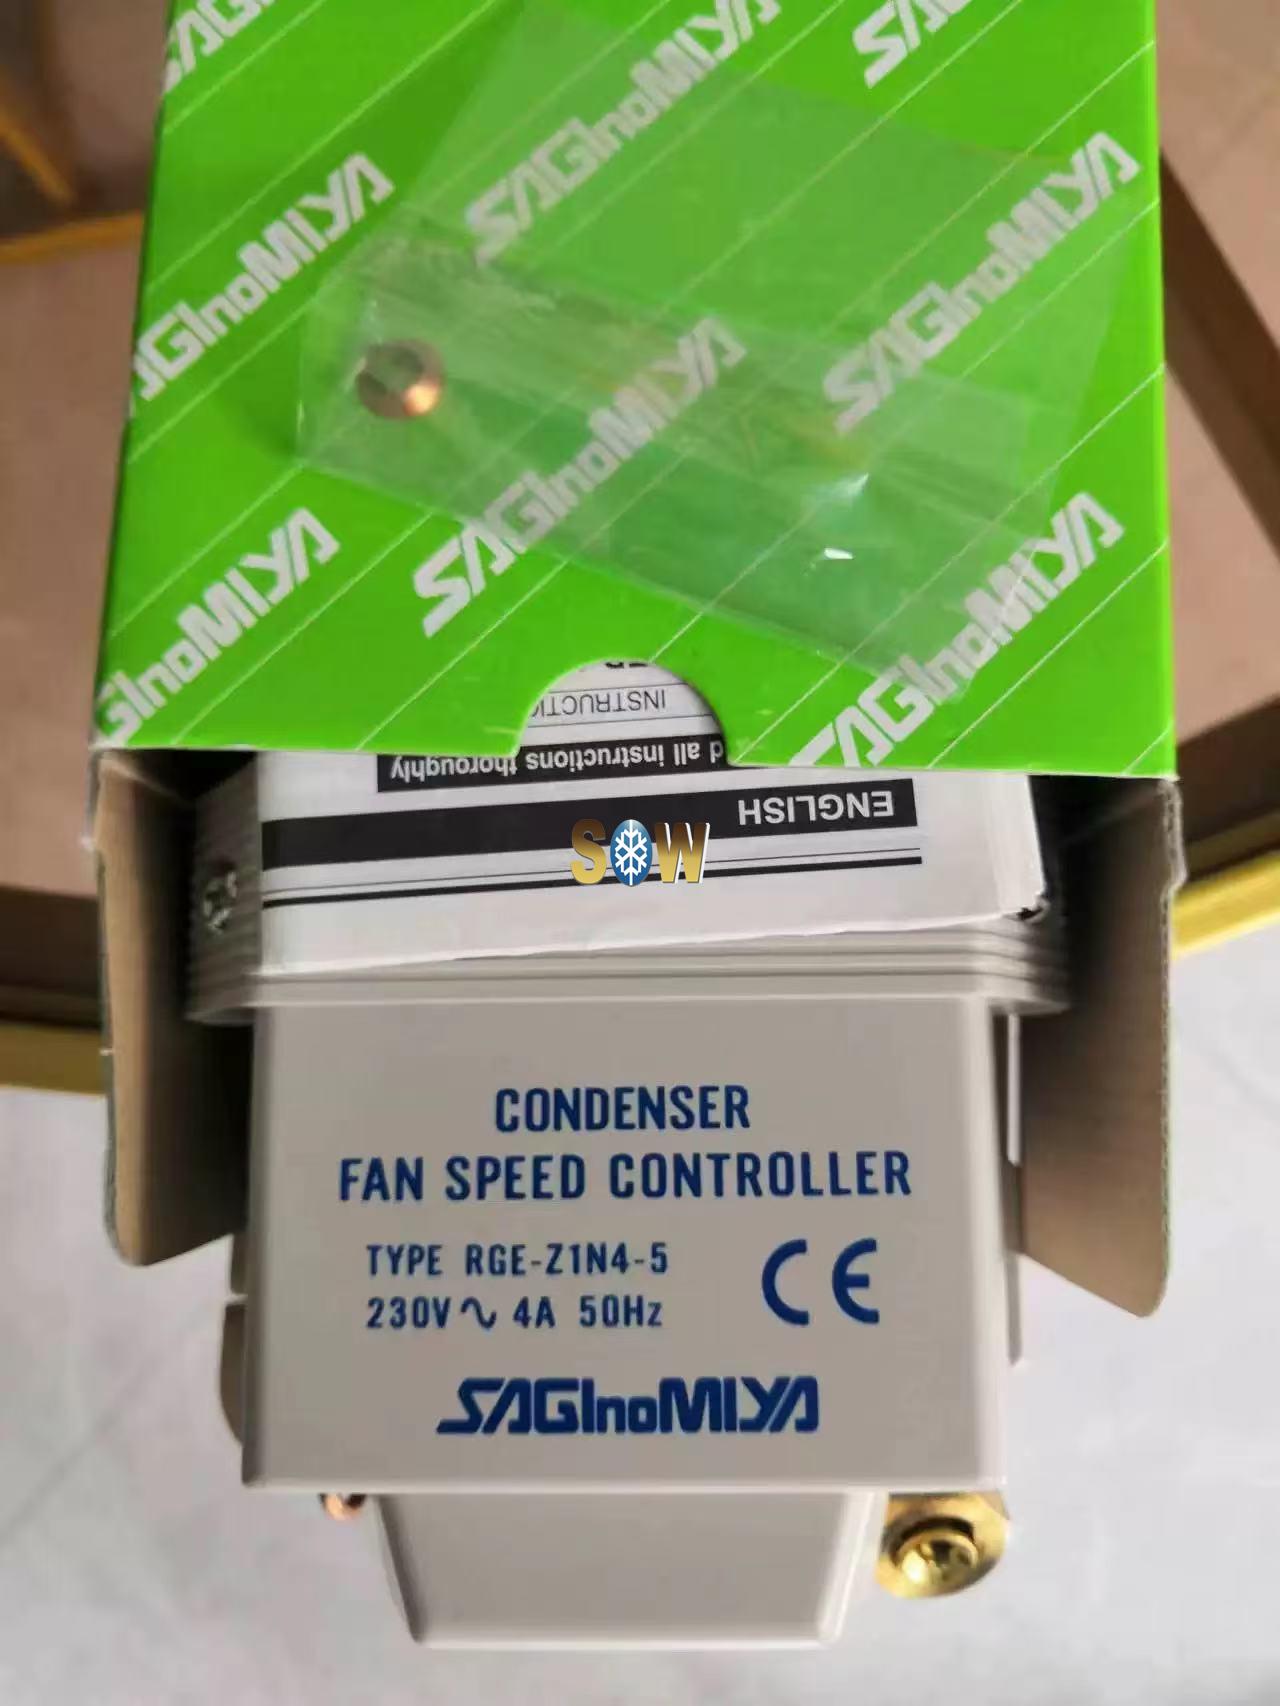 SAGInoMIYA
SAGInoMIYA
SAGInoMIYA
SAGInoMIYA
SAGInoMIYA
SAGInoMIYA
SAGInoMIYA
SAGInoMIYA
INSTRUCTIO
all instructions thoroughly
ENGLISH
SOW
CONDENSER
FAN SPEED CONTROLLER
TYPE RGE-Z1N4-5
230V∿ 4A 50Hz
CE
SAGInoMIYA